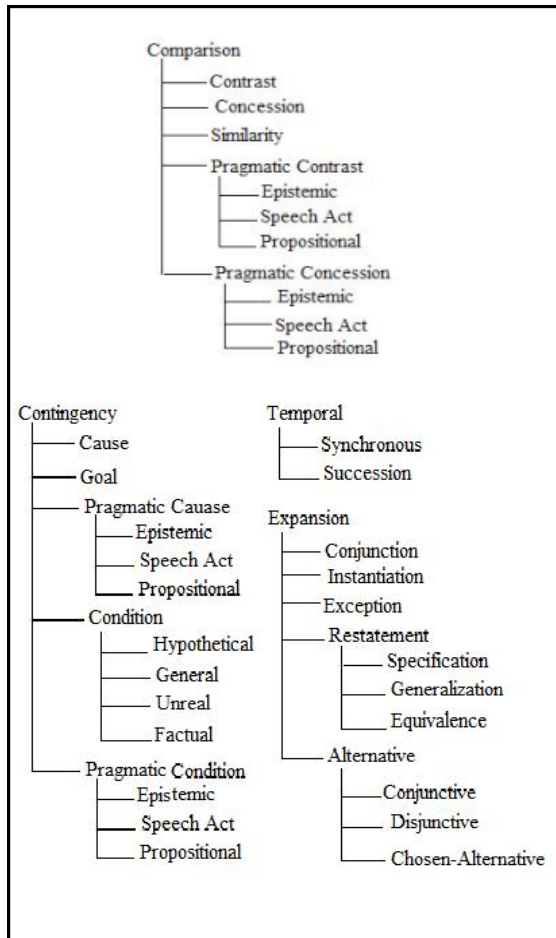 Comparison
Contrast
Concession
Similarity
Pragmatic Contrast
Epistemic
Speech Act
Propositional
Pragmatic Concession
Epistemic
Speech Act
Propositional
Contingency
Cause
Goal
Pragmatic Cauase
Epistemic
Speech Act
Propositional
Condition
Hypothetical
General
Unreal
Factual
Pragmatic Condition
Epistemic
Speech Act
Propositional
Temporal
Synchronous
Succession
Expansion
Conjunction
Instantiation
Exception
Restatement
Specification
Generalization
Equivalence
Alternative
Conjunctive
Disjunctive
Chosen-Alternative